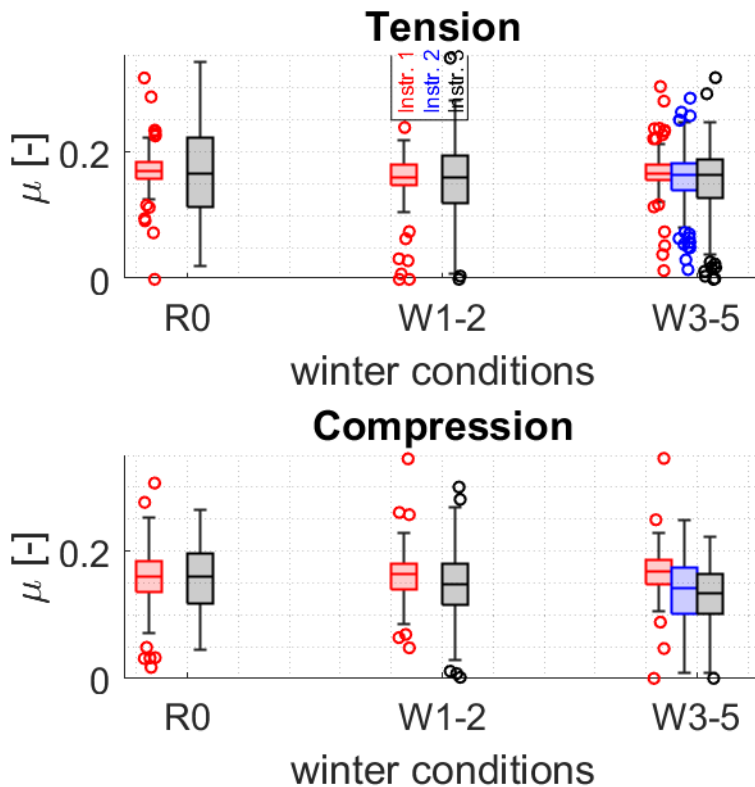 Tension
Instr. 1
Instr. 2
Instr. 3
μ [-]
0.2
0
R0 W1-2 W3-5
winter conditions
Compression
μ [-]
0.2
0
R0 W1-2 W3-5
winter conditions